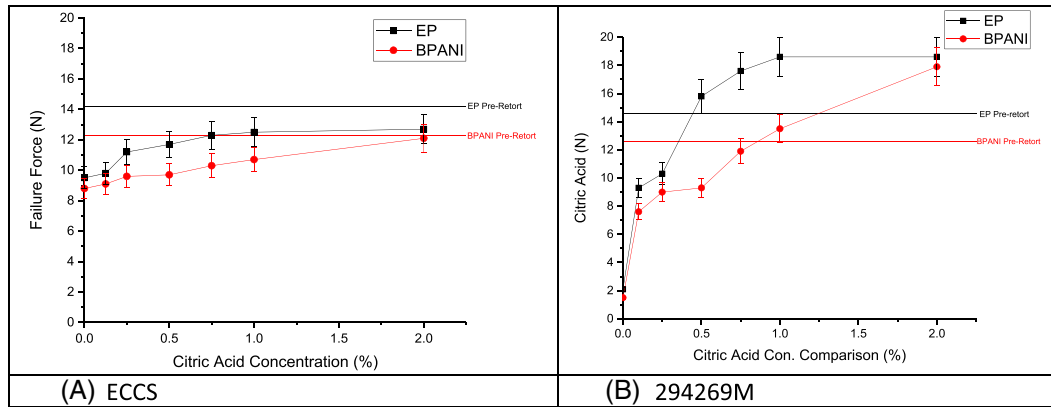 EP
BPANI
20
18
16
14
12
10
8
6
4
2
0
Failure Force (N)
EP Pre-Retort
BPANI Pre-Retort
0.0 0.5 1.0 1.5 2.0
Citric Acid Concentration (%)
(A) ECCS
EP
BPANI
20
18
16
14
12
10
8
6
4
2
0
Citric Acid (N)
EP Pre-retort
BPANI Pre-Retort
0.0 0.5 1.0 1.5 2.0
Citric Acid Con. Comparison (%)
(B) 294269M